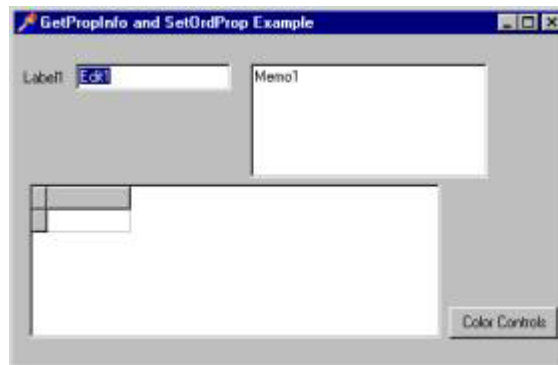 GetPropInfo and SetOrdProp Example
Label1 Edit1
Memo1
Color Controls